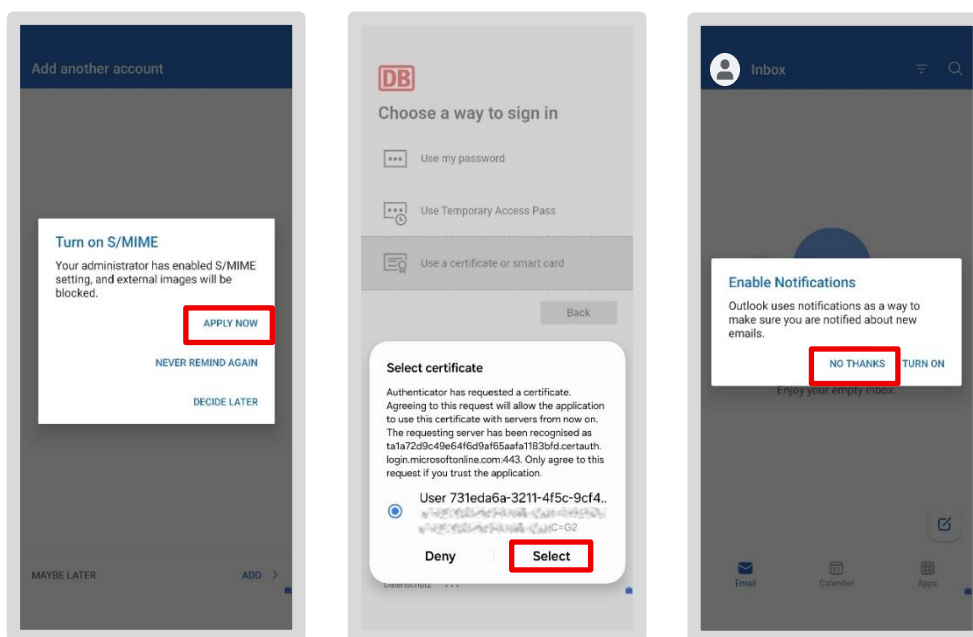 Add another account
Turn on S/MIME
Your administrator has enabled S/MIME
setting, and external images will be
blocked.
APPLY NOW
NEVER REMIND AGAIN
DECIDE LATER
MAYBE LATER
ADD >
DB
Choose a way to sign in
Use my password
Use Temporary Access Pass
Use a certificate or smart card
Back
Select certificate
Authenticator has requested a certificate.
Agreeing to this request will allow the application
to use this certificate with servers from now on.
The requesting server has been recognised as
ta1a72d9c49e64f6d9af65aafa1183bfd.certauth.
login.microsoftonline.com:443. Only agree to this
request if you trust the application.
User 731eda6a-3211-4f5c-9cf4..
C=G2
Deny
Select
Datenschutz ...
Inbox
Enable Notifications
Outlook uses notifications as a way to
make sure you are notified about new
emails.
NO THANKS
TURN ON
Enjoy your empty inbox.
Email
Calendar
Apps